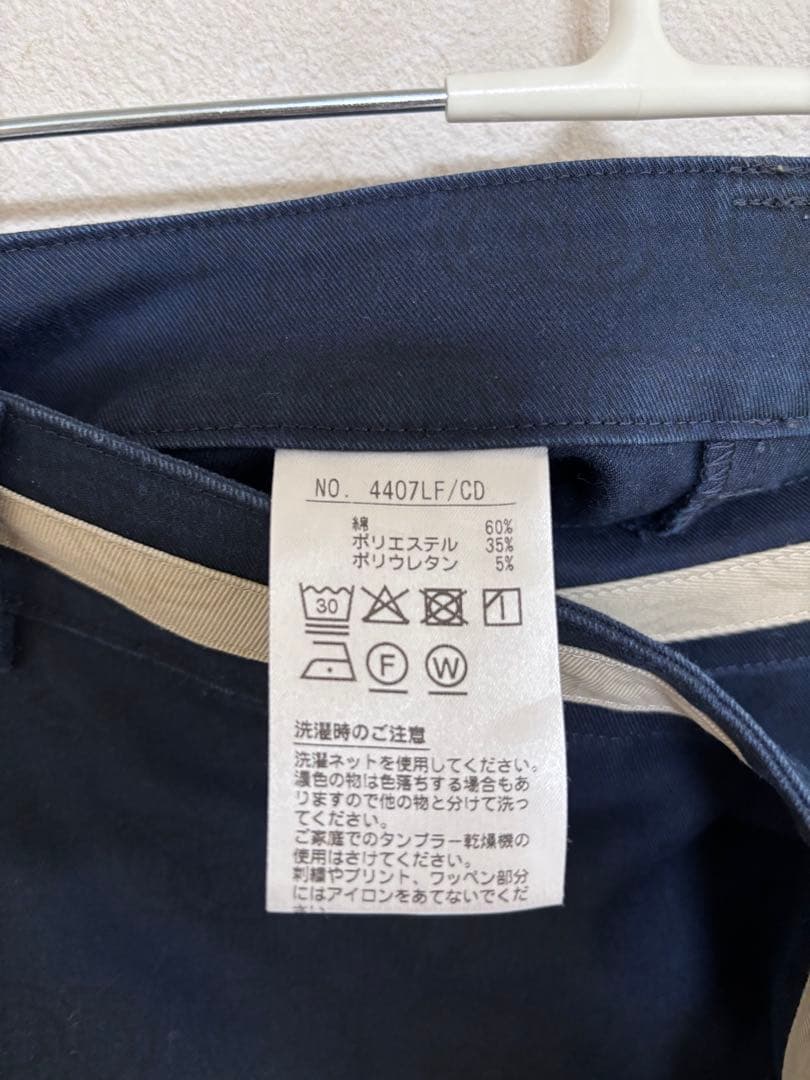 NO. 4407LF/CD
綿 60%
ポリエステル 35%
ポリウレタン 5%
30
F W
洗濯時のご注意
洗濯ネットを使用してください。
濃色の物は色落ちする場合もあ
りますので他の物と分けて洗っ
てください。
ご家庭でのタンブラー乾燥機の
使用はさけてください。
刺繍やプリント、ワッペン部分
にはアイロンをあてないでくだ